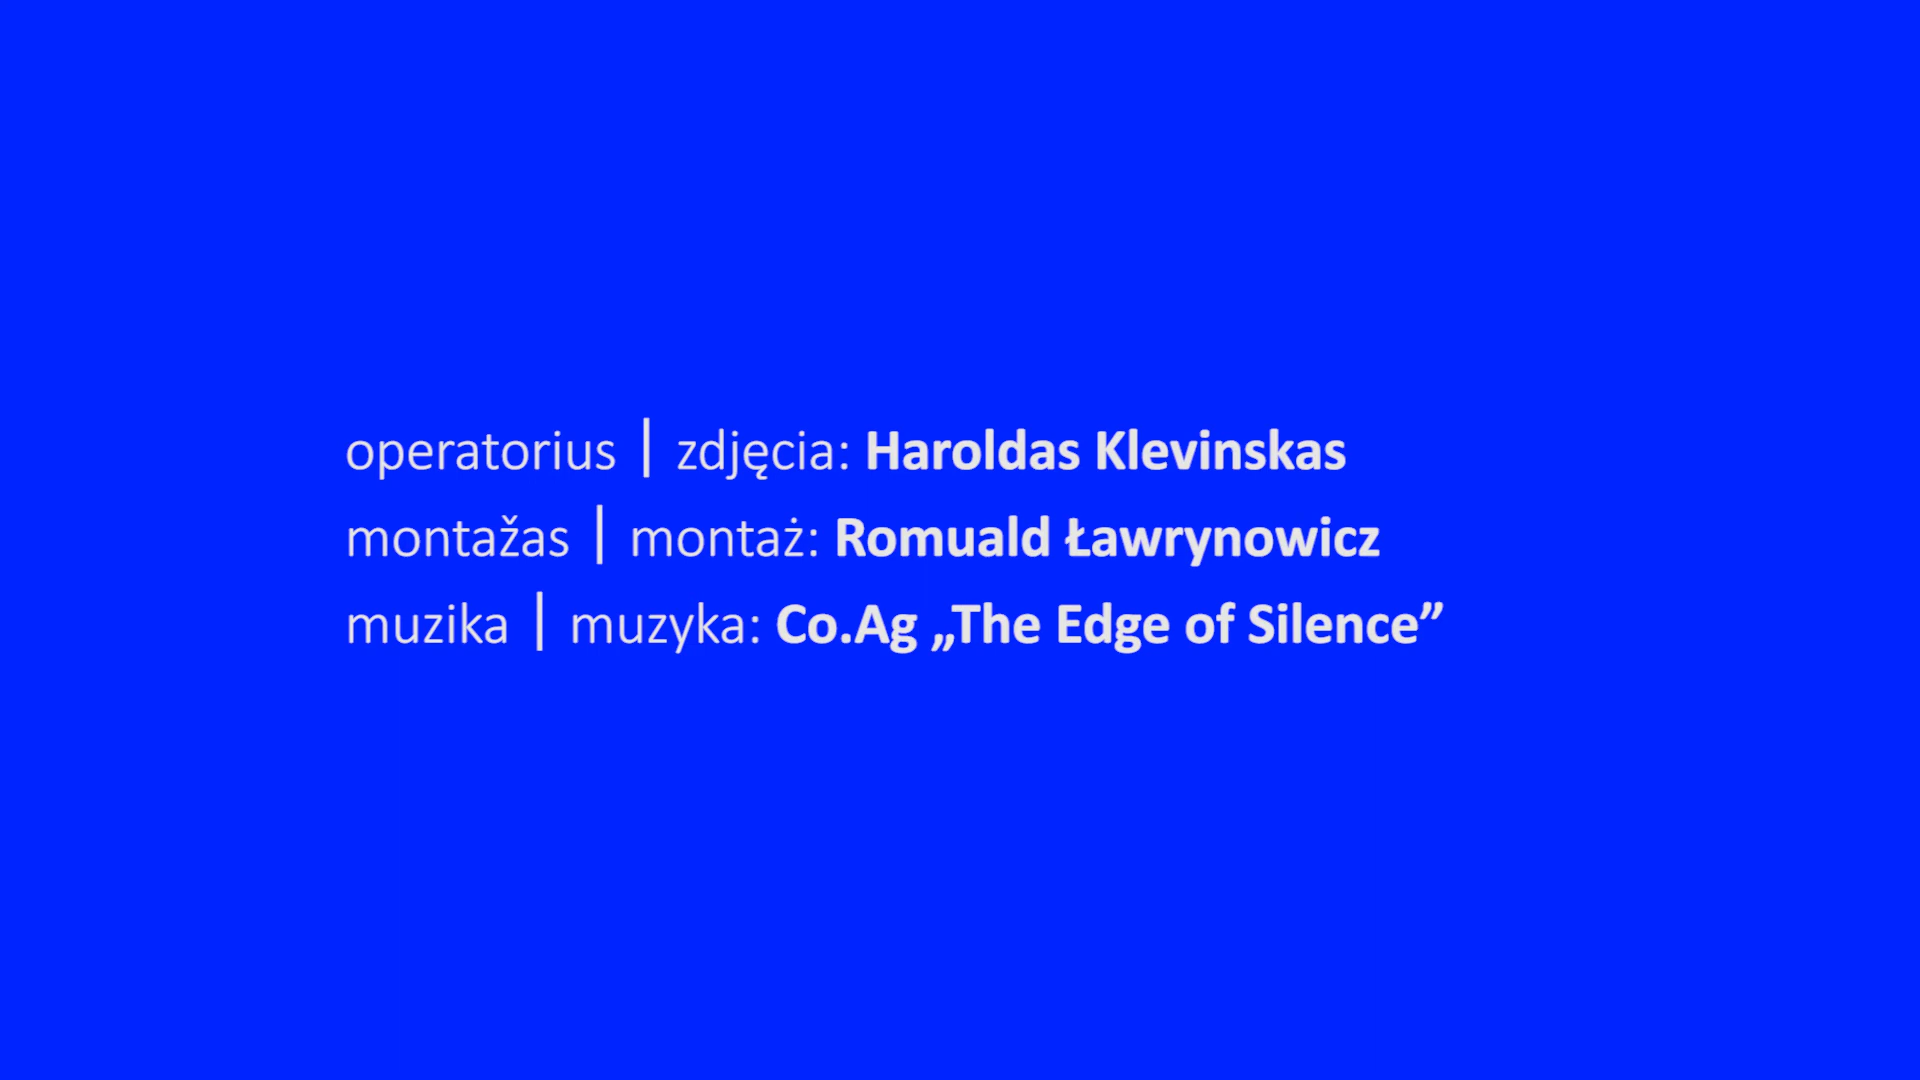 operatorius | zdjęcia: Haroldas Klevinskas
montažas | montaż: Romuald Ławrynowicz
muzika | muzyka: Co.Ag „The Edge of Silence”